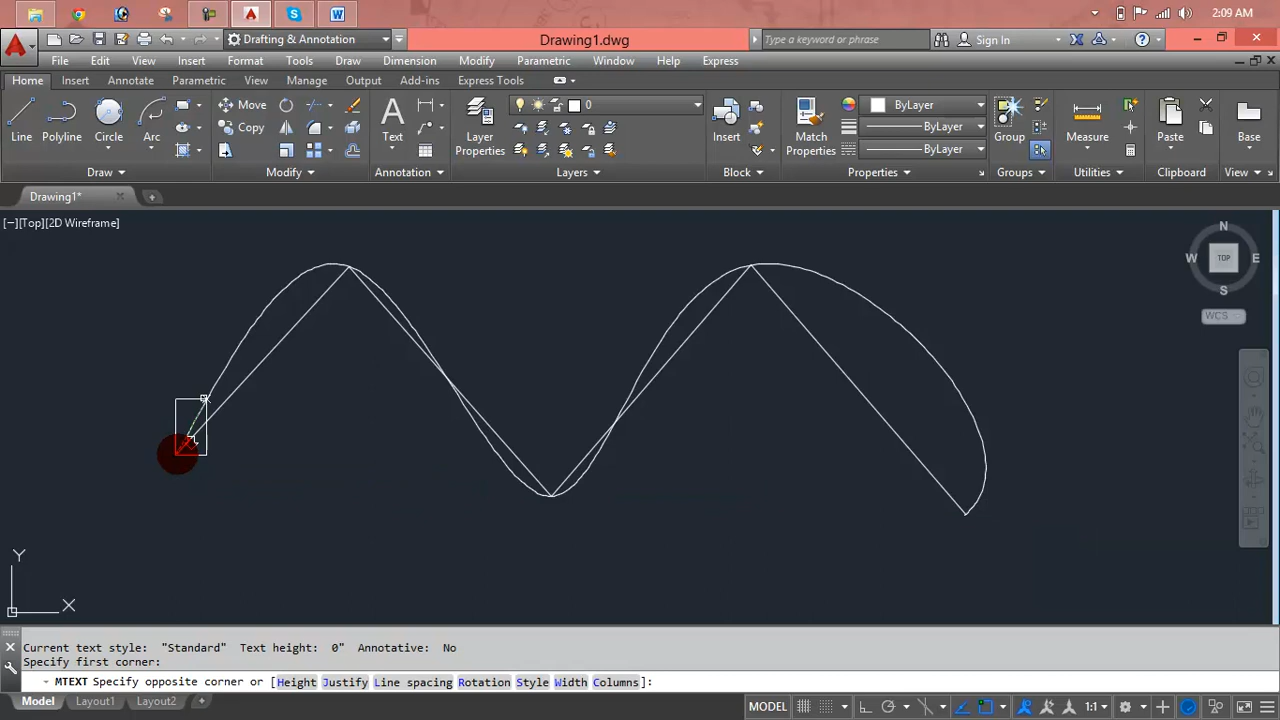 2:09 AM
Drafting & Annotation
Drawing1.dwg
Type a keyword or phrase
Sign In
File Edit View Insert Format Tools Draw Dimension Modify Parametric Window Help Express
Home Insert Annotate Parametric View Manage Output Add-ins Express Tools
Line Polyline Circle Arc
Move
Copy
Text
Layer
Properties
0
Insert
Match
Properties
ByLayer
ByLayer
ByLayer
Group
Measure
Paste
Base
Draw Modify Annotation Layers Block Properties Groups Utilities Clipboard View
Drawing1*
[−][Top][2D Wireframe]
N
W TOP E
S
WCS
Y
X
Current text style: "Standard" Text height: 0" Annotative: No
Specify first corner:
MTEXT Specify opposite corner or [Height Justify Line spacing Rotation Style Width Columns]:
Model Layout1 Layout2
MODEL
1:1